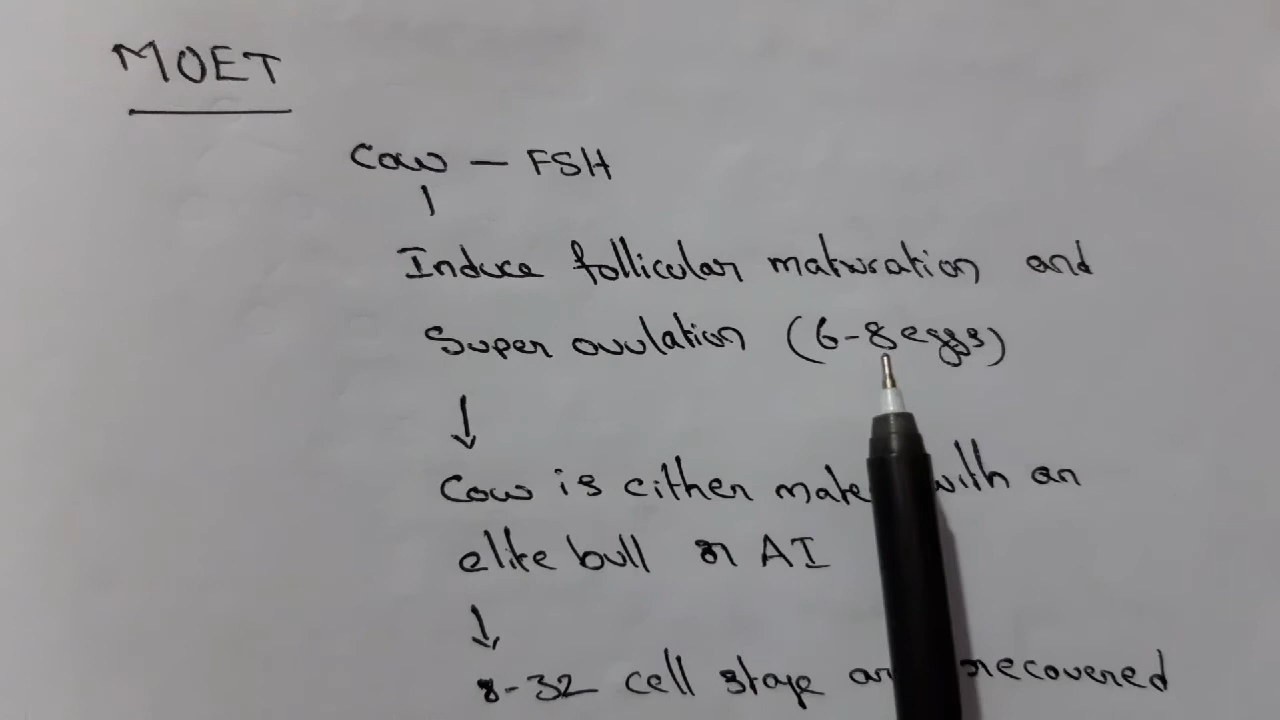 MOET
Cow - FSH
Induce follicular maturation and
Super ovulation (6-8 eggs)
Cow is either mate with an
elite bull or AI
8-32 cell stage recovered